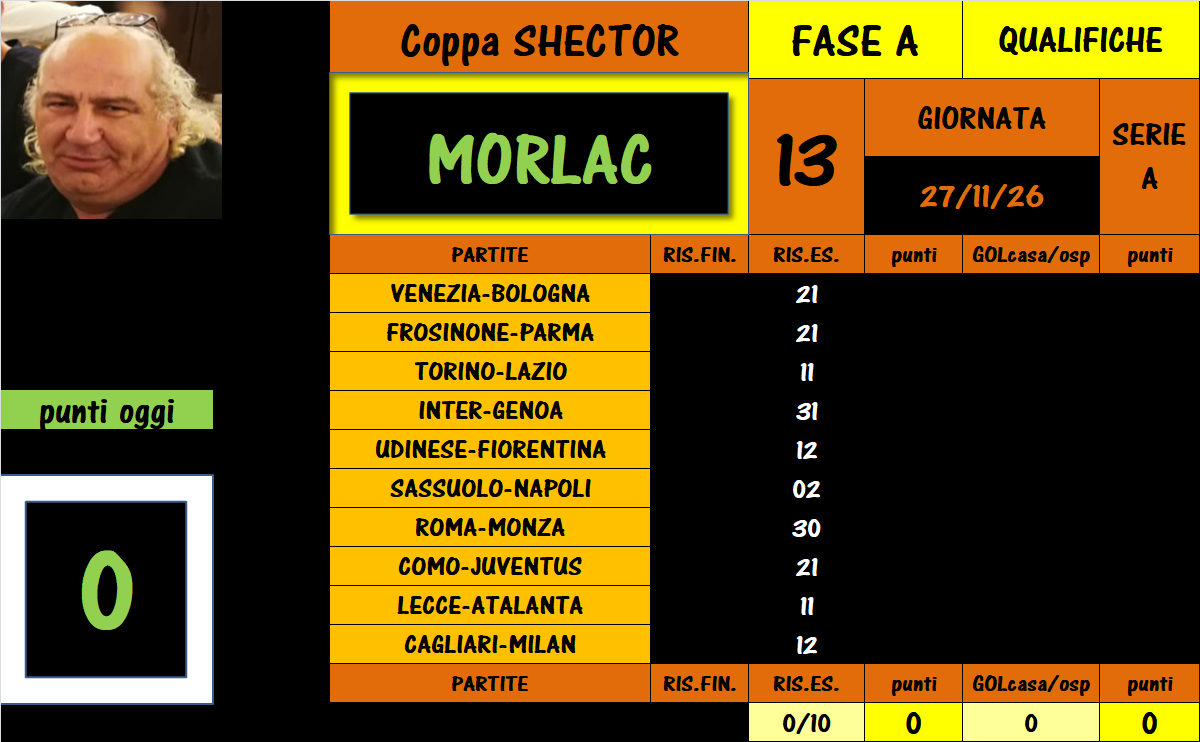 Coppa SHECTOR
FASE A
QUALIFICHE
MORLAC
13
GIORNATA
27/11/26
SERIE
A
PARTITE RIS.FIN. RIS.ES. punti GOLcasa/osp punti
VENEZIA-BOLOGNA 21
FROSINONE-PARMA 21
TORINO-LAZIO 11
INTER-GENOA 31
UDINESE-FIORENTINA 12
SASSUOLO-NAPOLI 02
ROMA-MONZA 30
COMO-JUVENTUS 21
LECCE-ATALANTA 11
CAGLIARI-MILAN 12
PARTITE RIS.FIN. RIS.ES. punti GOLcasa/osp punti
0/10 0 0 0
punti oggi
0